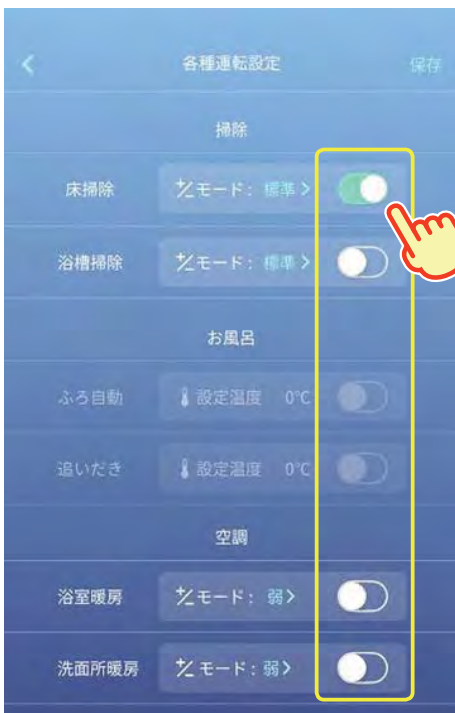 各種運転設定 保存
掃除
床掃除 モード： 標準
浴槽掃除 モード： 標準
お風呂
ふろ自動 設定温度 0℃
追いだき 設定温度 0℃
空調
浴室暖房 モード： 弱
洗面所暖房 モード： 弱